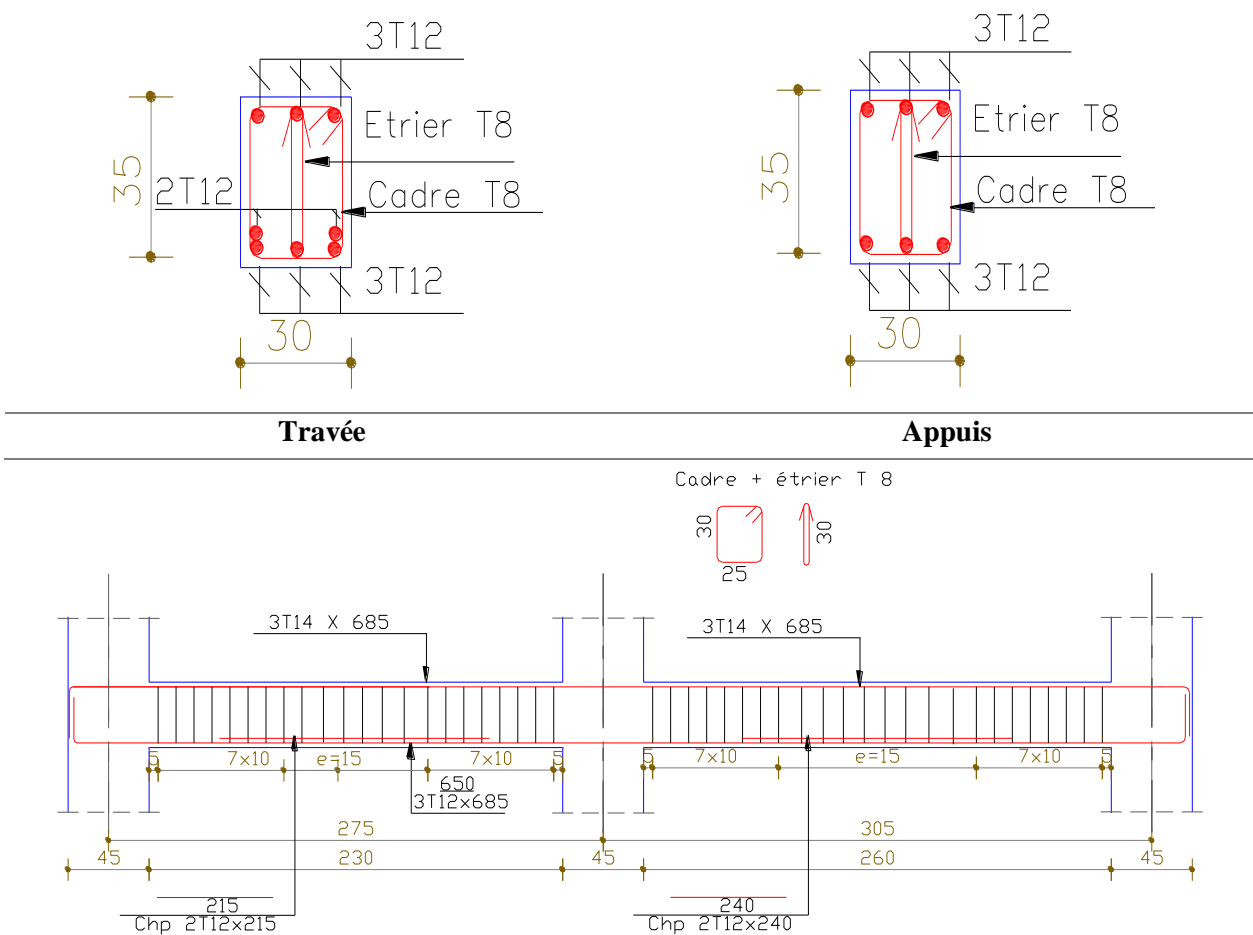 3T12
Etrier T8
35
2T12
Cadre T8
3T12
30
3T12
Etrier T8
35
Cadre T8
3T12
30
Travée
Appuis
Cadre + étrier T 8
30
25
30
3T14 X 685
3T14 X 685
5
7x10
e=15
7x10
5
5
7x10
e=15
7x10
5
650
3T12x685
275
305
45
230
45
260
45
215
Chp 2T12x215
240
Chp 2T12x240